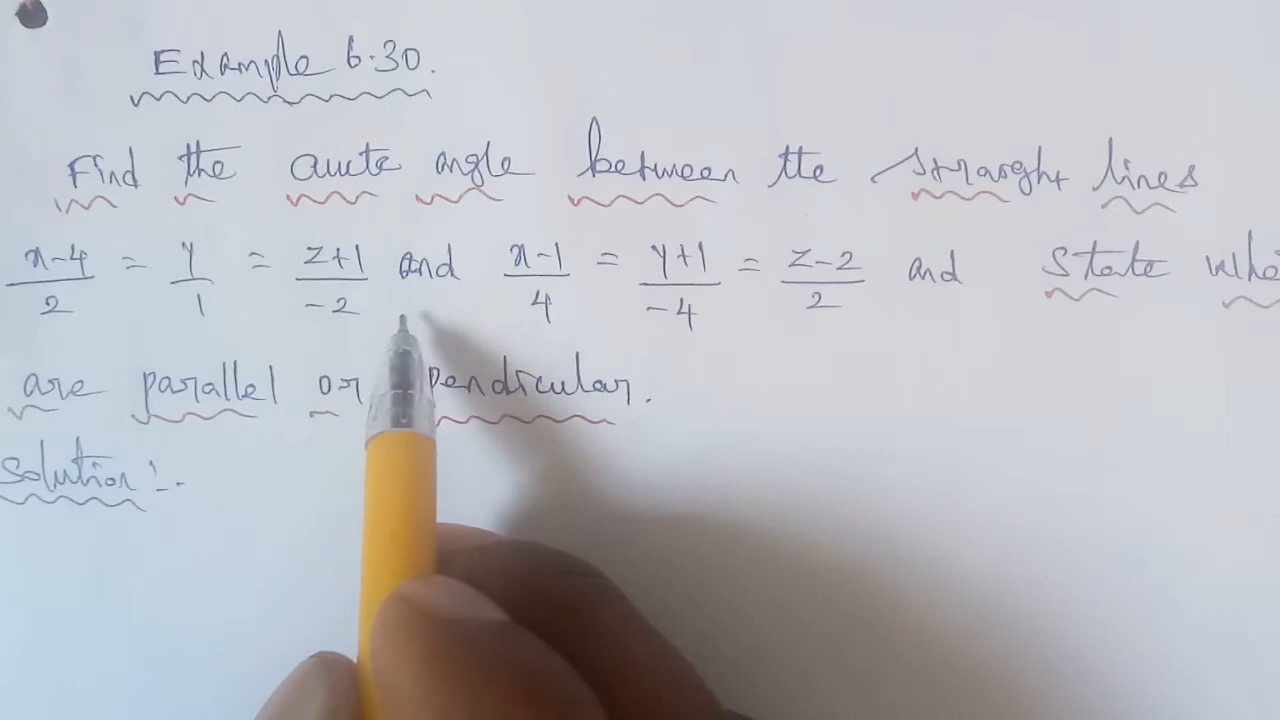 Example 6.30.
Find the acute angle between the straight lines
x-4/2 = y/1 = z+1/-2 and x-1/4 = y+1/-4 = z-2/2 and state
are parallel or pendicular.
Solution:-